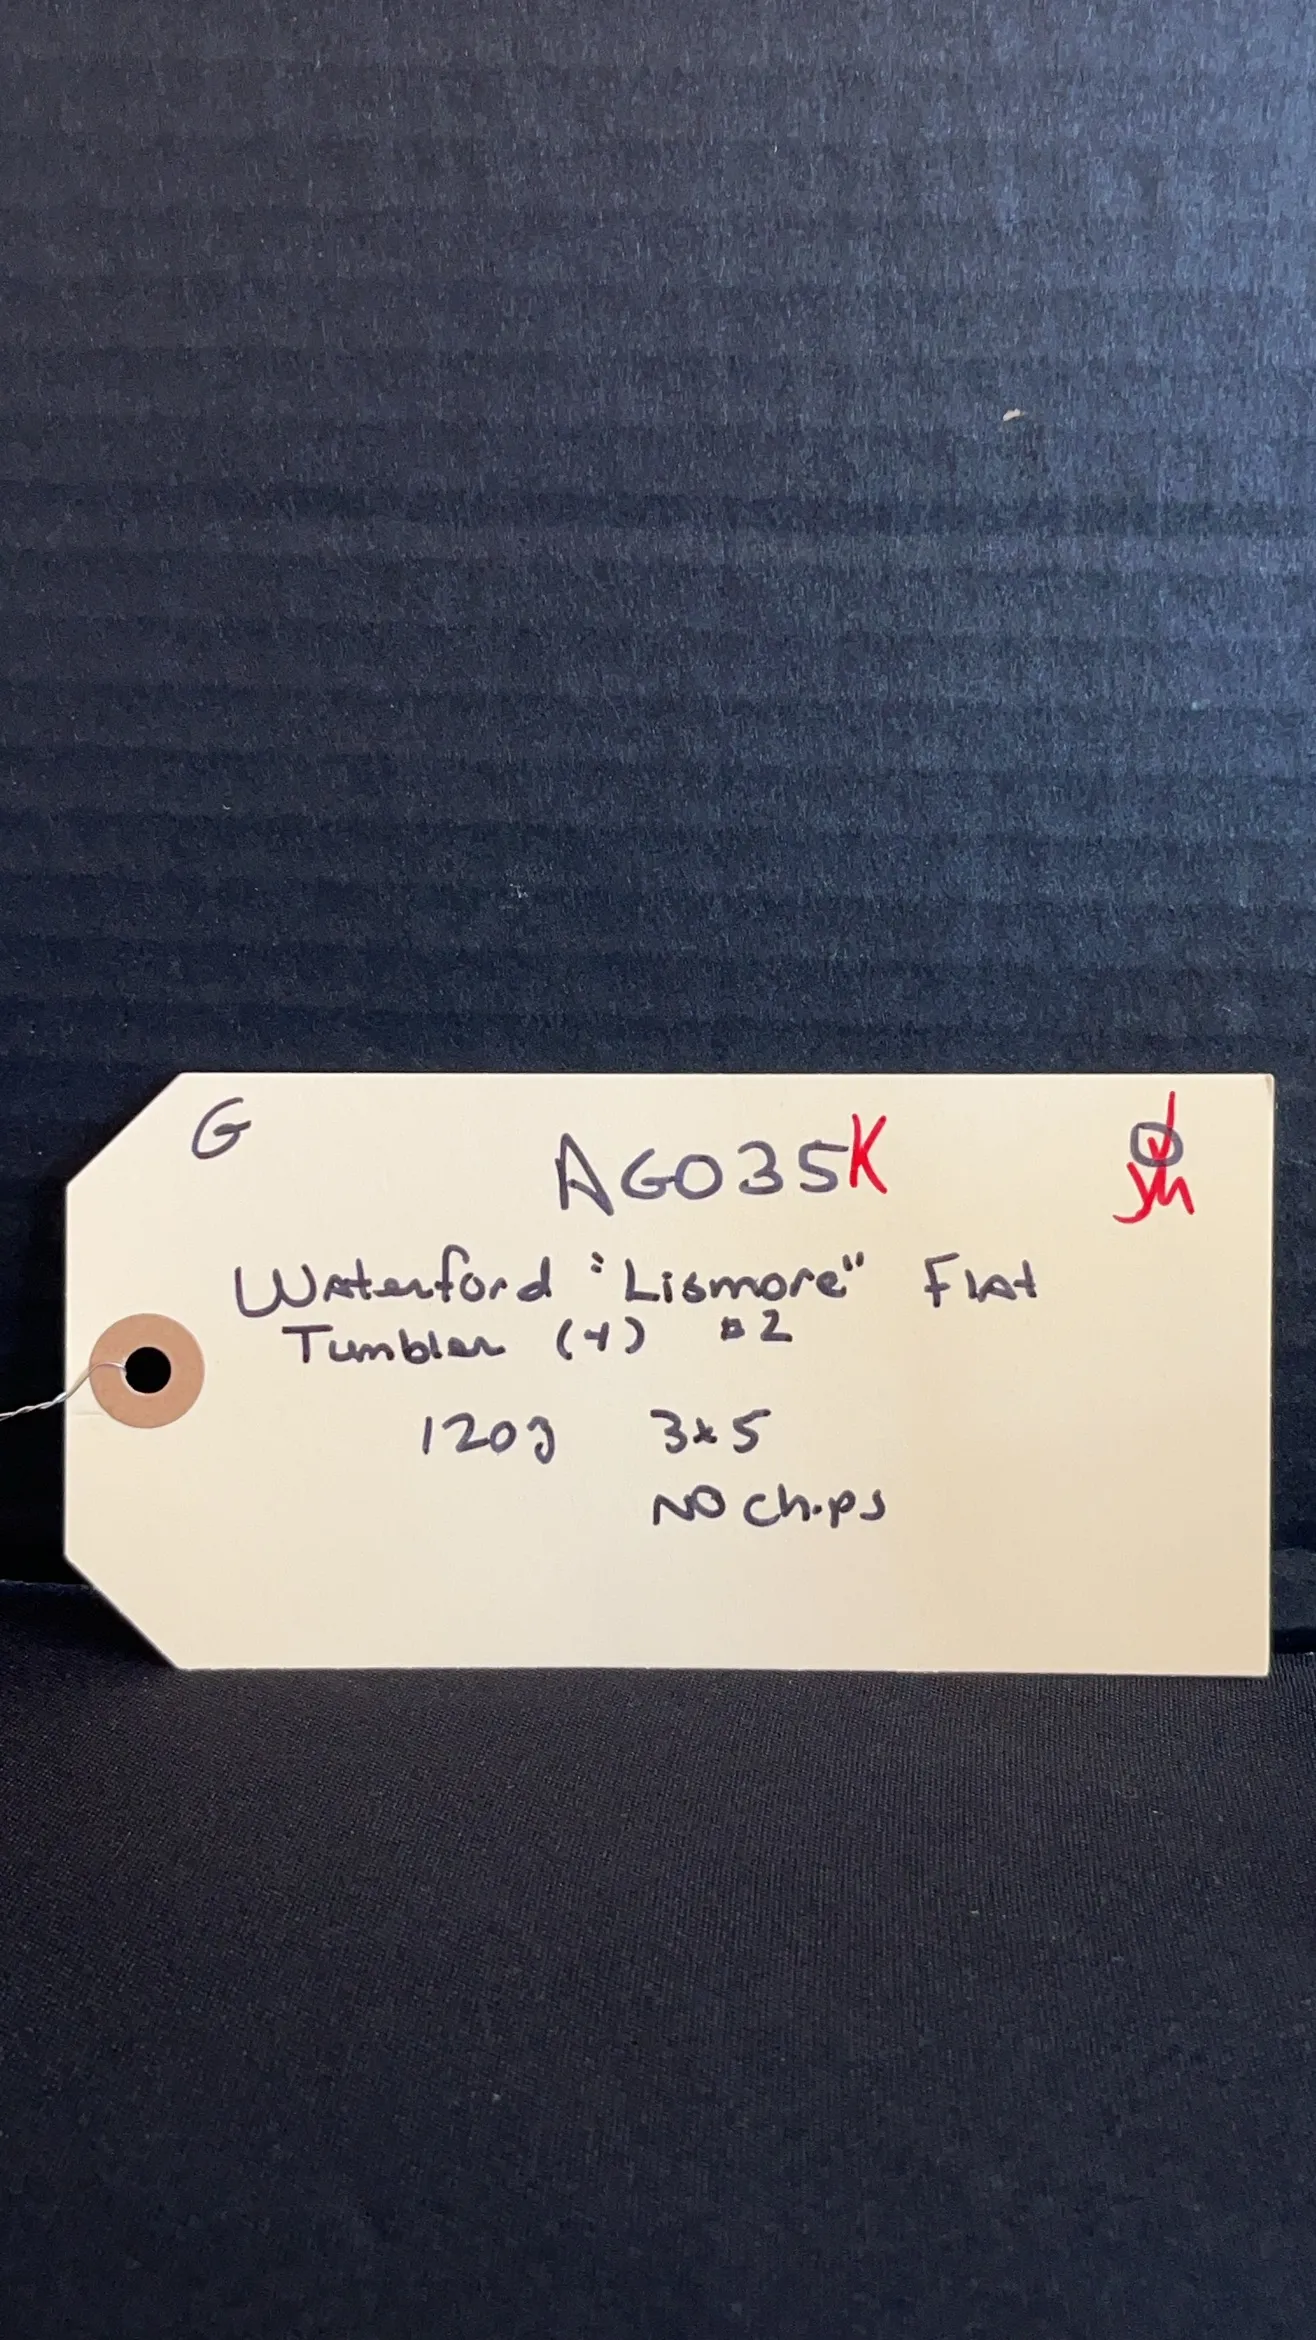 G
AG035K
Waterford "Lismore" Flat
Tumbler (4) #2
120g 3x5
NO Chips